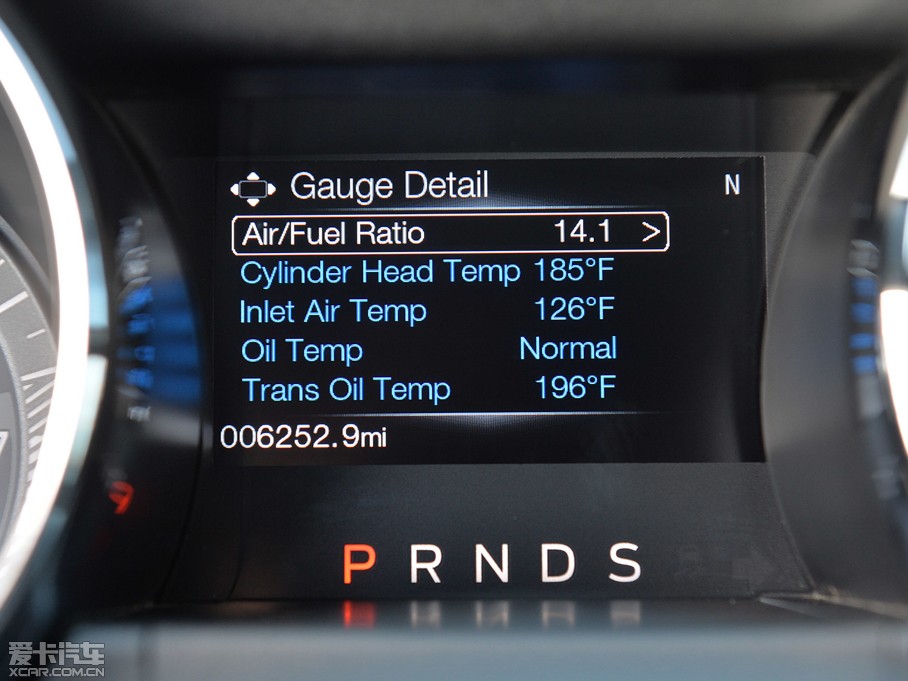 Gauge Detail N
Air/Fuel Ratio 14.1 >
Cylinder Head Temp 185°F
Inlet Air Temp 126°F
Oil Temp Normal
Trans Oil Temp 196°F
006252.9mi
P R N D S
爱卡汽车
XCAR.COM.CN